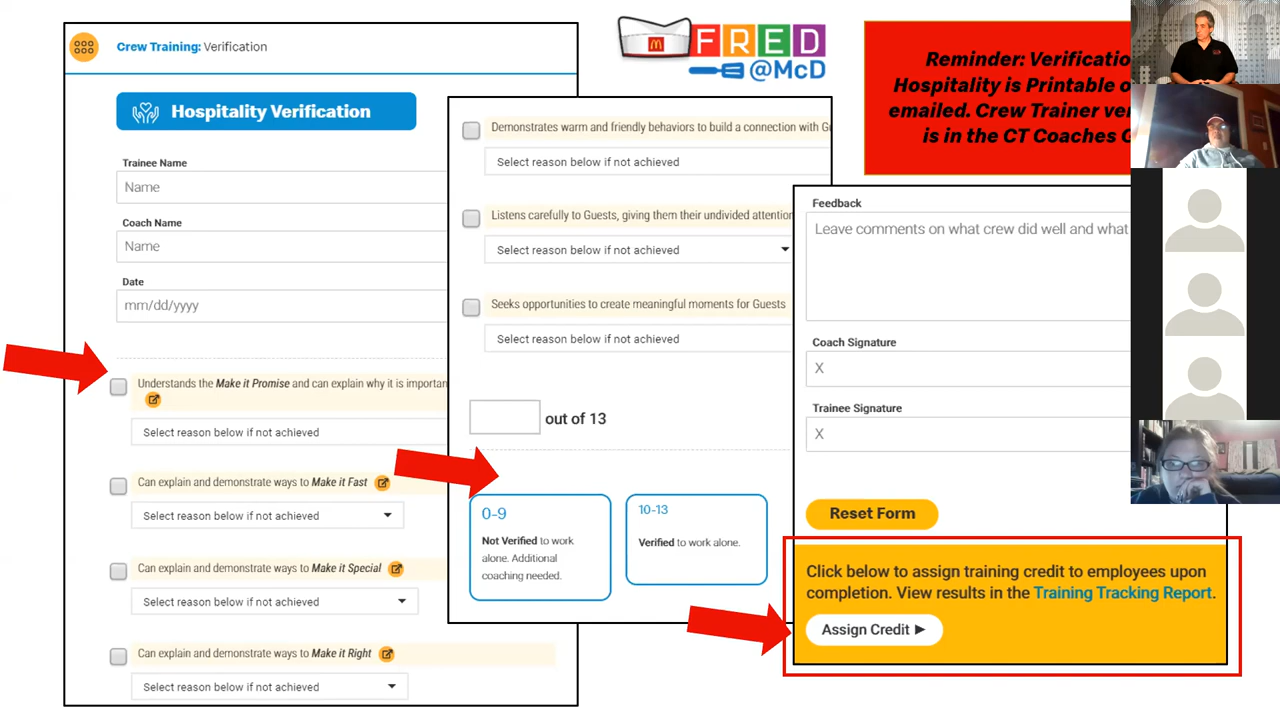 Crew Training: Verification
Hospitality Verification
Trainee Name
Name
Coach Name
Name
Date
mm/dd/yyyy
Understands the Make it Promise and can explain why it is
Select reason below if not achieved
Can explain and demonstrate ways to Make it Fast
Select reason below if not achieved
Can explain and demonstrate ways to Make it Special
Select reason below if not achieved
Can explain and demonstrate ways to Make it Right
Select reason below if not achieved
FRED
@McD
Demonstrates warm and friendly behaviors to build a connection with
Select reason below if not achieved
Listens carefully to Guests, giving them their undivided
Select reason below if not achieved
Seeks opportunities to create meaningful moments for Guests
Select reason below if not achieved
out of 13
0-9
Not Verified to work
alone. Additional
coaching needed.
10-13
Verified to work alone.
Reminder:
Hospitality is Printable
emailed. Crew Trainer
is in the CT Coaches
Feedback
Leave comments on what crew did well and what
Coach Signature
X
Trainee Signature
X
Reset Form
Click below to assign training credit to employees upon
completion. View results in the Training Tracking Report.
Assign Credit ►